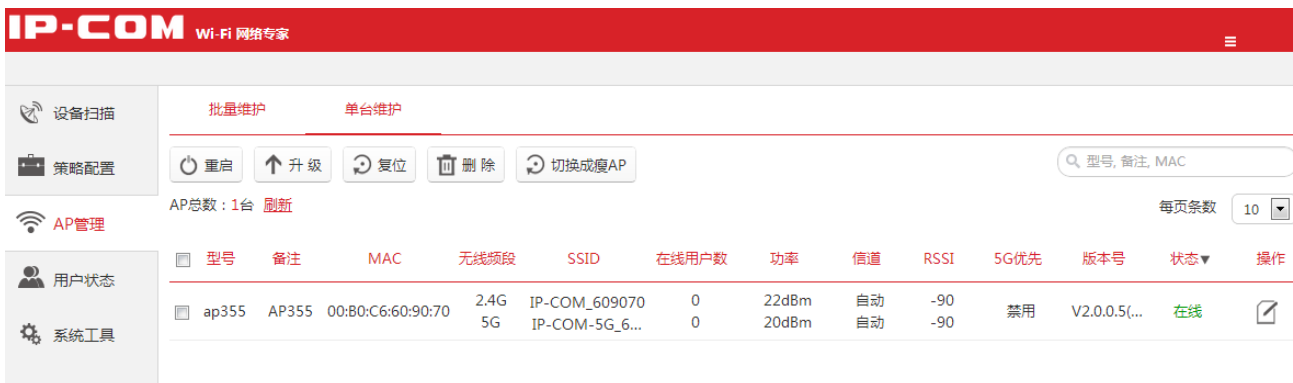 IP-COM Wi-Fi 网络专家
设备扫描
策略配置
AP管理
用户状态
系统工具
批量维护 单台维护
重启 升 级 复位 删 除 切换成瘦AP 型号, 备注, MAC
AP总数：1台 刷新 每页条数 10
型号 备注 MAC 无线频段 SSID 在线用户数 功率 信道 RSSI 5G优先 版本号 状态▼ 操作
ap355 AP355 00:B0:C6:60:90:70 2.4G IP-COM_609070 0 22dBm 自动 -90 禁用 V2.0.0.5(... 在线
5G IP-COM-5G_6... 0 20dBm 自动 -90